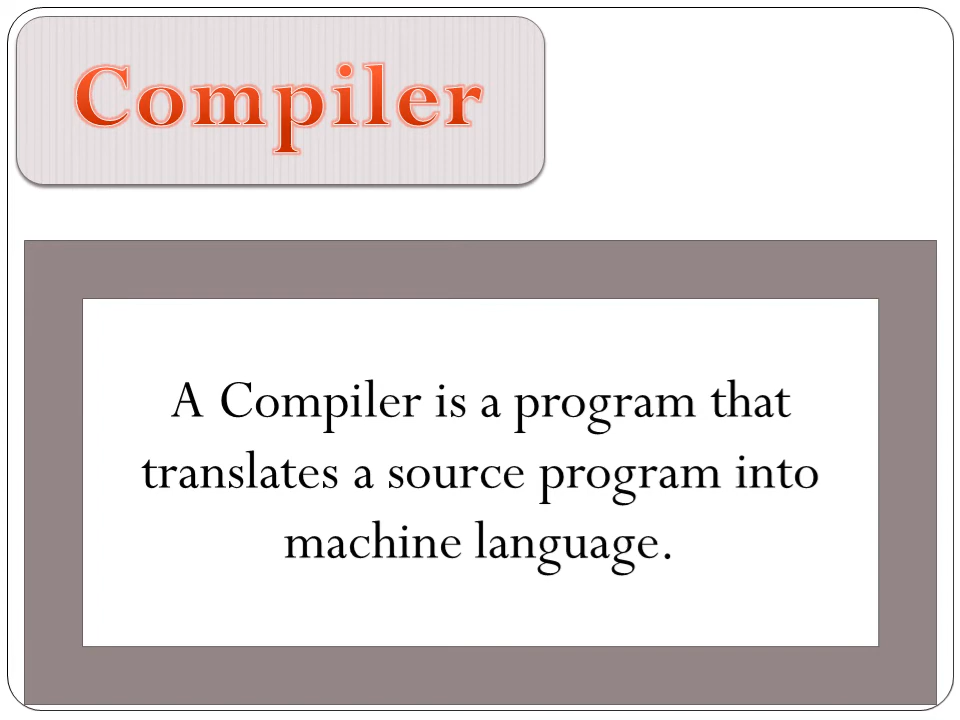 Compiler
A Compiler is a program that
translates a source program into
machine language.